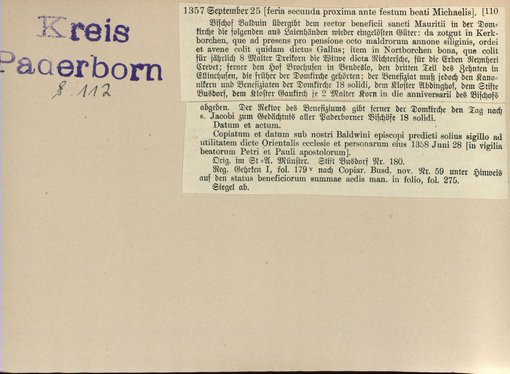 Kreis
Paderborn
S. 112
1357 September 25 [feria secunda proxima ante festum beati Michaelis]. [110
Bischof Balduin übergibt dem rector beneficii sancti Mauritii in der Dom-
kirche die folgenden aus Laienhänden wieder eingelösten Güter: da zotgut in Kerk-
borchen, que ad presens pro pensione octo maldrorum annone siliginis, ordei
et avene colit quidam dictus Gallus; item in Nortborchen bona, que colit
für jährlich 8 Malter Dreikorn die Witwe dicta Richtersche, für die Erben Reyneri
Crevet; ferner den Hof Brochusen in Bendeslo, den dritten Teil des Zehnten in
die früher der Domkirche gehörten; der Benefiziat muß jedoch den Kano-
nikern und Benefiziaten der Domkirche 18 solidi, dem Kloster Abdinghof, dem Stifte
Busdorf, dem Kloster Gaukirch je 2 Malter Korn in die anniversarii des Bischofs
abgeben. Der Rektor des Benefiziums gibt ferner der Domkirche den Tag nach
s. Jacobi zum Gedächtnis aller Paderborner Bischöfe 18 solidi.
Datum et actum.
Copiatum et datum sub nostri Baldwini episcopi predicti solius sigillo ad
utilitatem dicte Orientalis ecclesie et personarum eius 1358 Juni 28 [in vigilia
beatorum Petri et Pauli apostolorum].
Orig. im St-A. Münster. Stift Busdorf Nr. 180.
Reg. Gehrken I, fol. 179 v nach Copiar. Busd. nov. Nr. 59 unter Hinweis
auf den status beneficiorum summae aedis man. in folio, fol. 275.
Siegel ab.